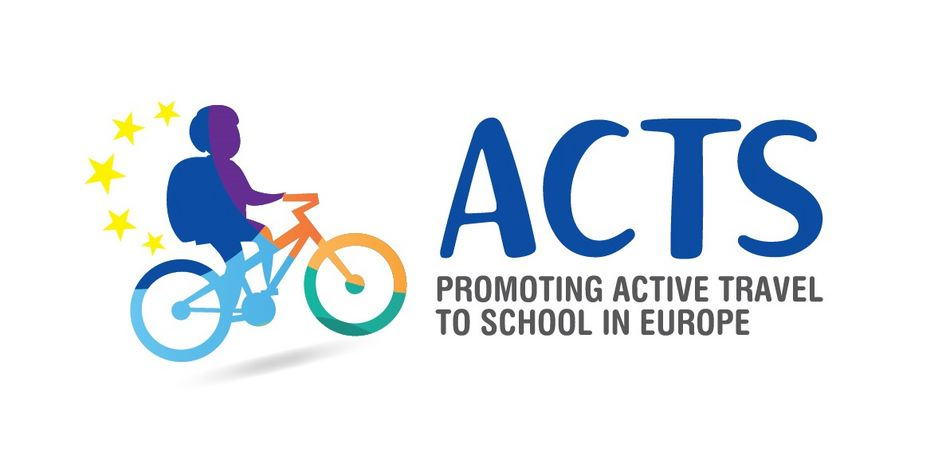 ACTS
PROMOTING ACTIVE TRAVEL
TO SCHOOL IN EUROPE